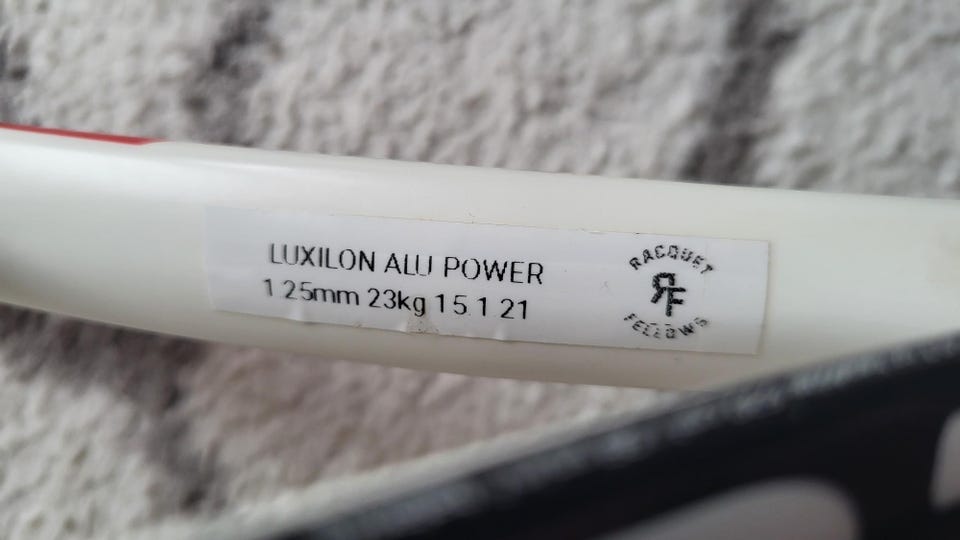 LUXILON ALU POWER
1.25mm 23kg 15.1.21
RACQUET
RF
FELLOWS